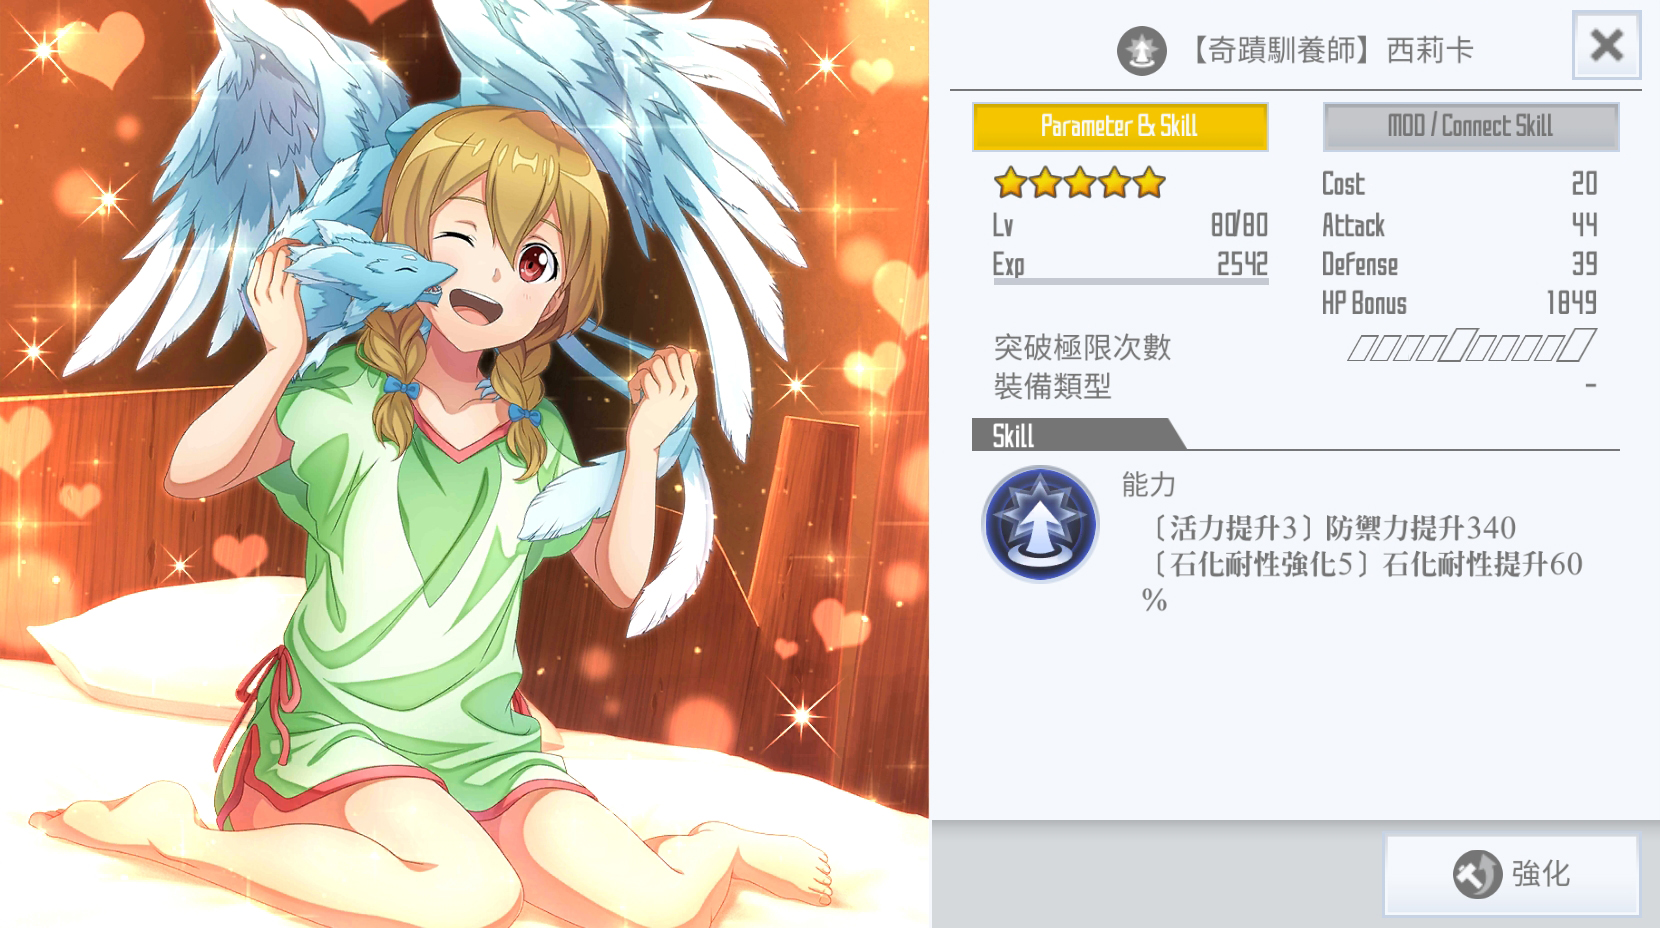 【奇蹟馴養師】西莉卡
Parameter & Skill
MOD / Connect Skill
Lv 80/80
Exp 2542
Cost 20
Attack 44
Defense 39
HP Bonus 1849
突破極限次數
裝備類型 -
Skill
能力
〔活力提升3〕防禦力提升340
〔石化耐性強化5〕石化耐性提升60
%
強化